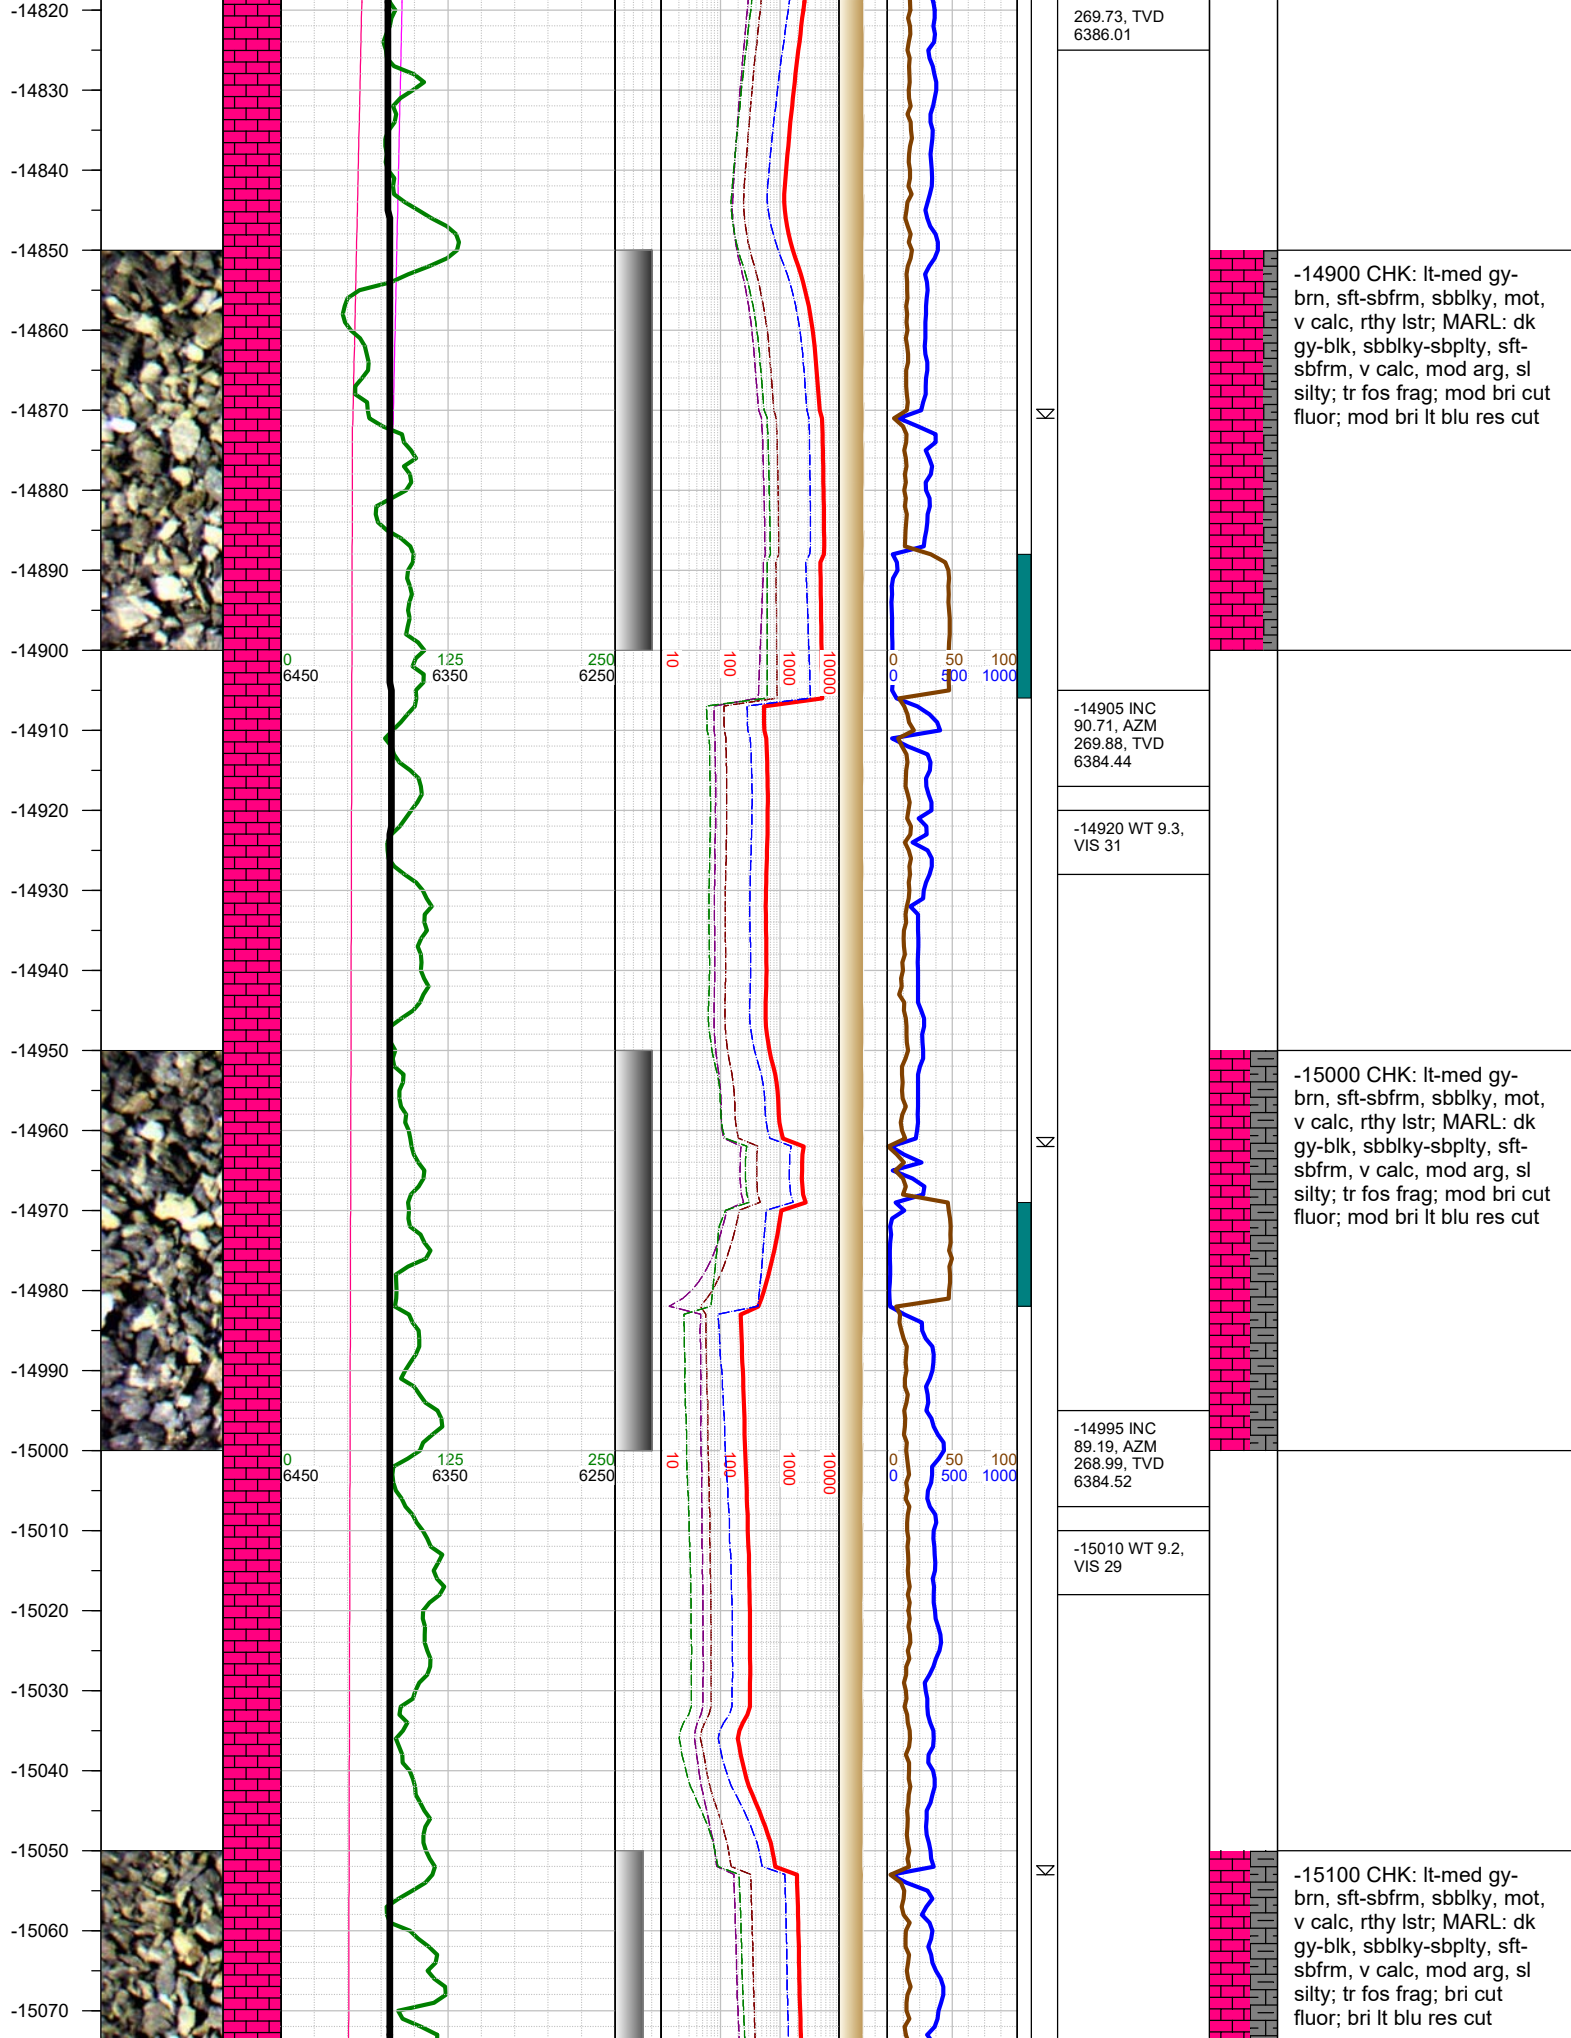 -14820
269.73, TVD
6386.01
-14830
-14840
-14850
-14900 CHK: lt-med gy-
brn, sft-sbfrm, sbblky, mot,
v calc, rthy lstr; MARL: dk
gy-blk, sbblky-sbplty, sft-
sbfrm, v calc, mod arg, sl
silty; tr fos frag; mod bri cut
fluor; mod bri lt blu res cut
-14860
-14870
-14880
-14890
-14900
0 125 250
6450 6350 6250
10 100 1000 10000
0 50 100
0 500 1000
-14905 INC
90.71, AZM
269.88, TVD
6384.44
-14910
-14920
-14920 WT 9.3,
VIS 31
-14930
-14940
-14950
-15000 CHK: lt-med gy-
brn, sft-sbfrm, sbblky, mot,
v calc, rthy lstr; MARL: dk
gy-blk, sbblky-sbplty, sft-
sbfrm, v calc, mod arg, sl
silty; tr fos frag; mod bri cut
fluor; mod bri lt blu res cut
-14960
-14970
-14980
-14990
-14995 INC
89.19, AZM
268.99, TVD
6384.52
-15000
0 125 250
6450 6350 6250
10 100 1000 10000
0 50 100
0 500 1000
-15010
-15010 WT 9.2,
VIS 29
-15020
-15030
-15040
-15050
-15100 CHK: lt-med gy-
brn, sft-sbfrm, sbblky, mot,
v calc, rthy lstr; MARL: dk
gy-blk, sbblky-sbplty, sft-
sbfrm, v calc, mod arg, sl
silty; tr fos frag; bri cut
fluor; bri lt blu res cut
-15060
-15070